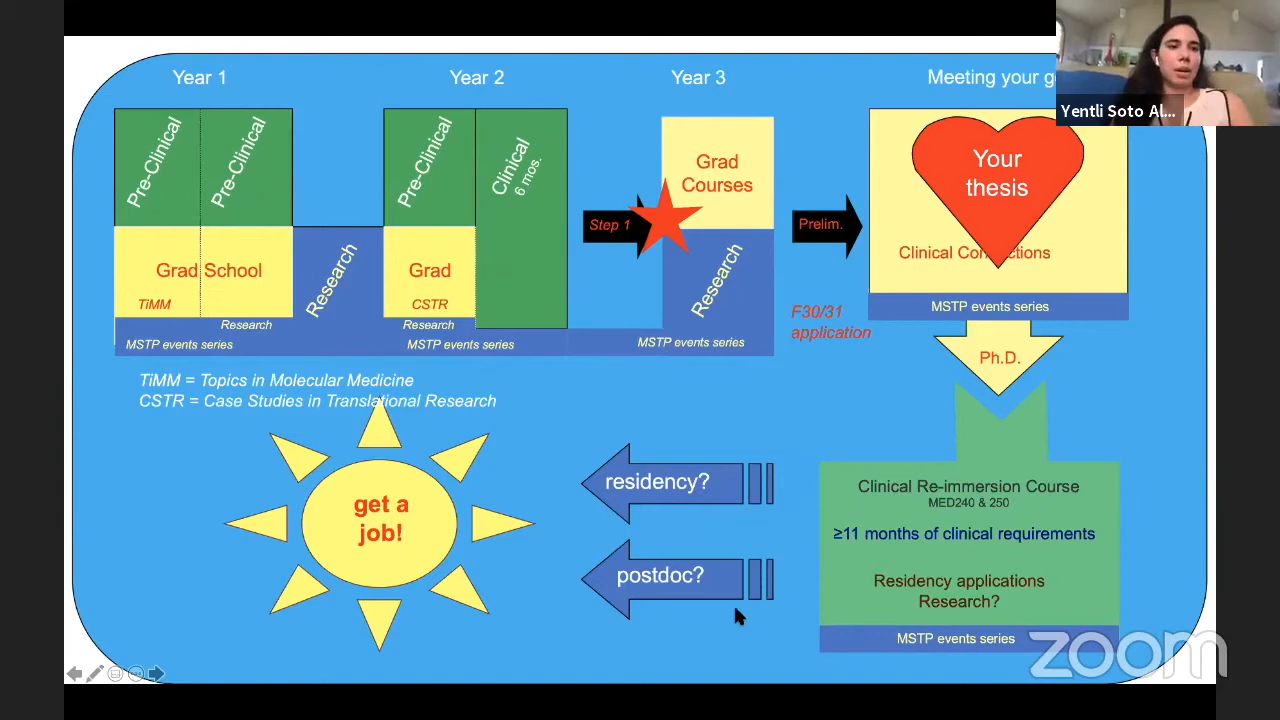 Year 1
Year 2
Year 3
Meeting your g
Yentli Soto Al...
Pre-Clinical
Pre-Clinical
Pre-Clinical
Clinical
6 mos.
Grad
Courses
Your
thesis
Step 1
Prelim.
Clinical Con ctions
Grad School
Research
Grad
Research
TiMM
CSTR
MSTP events series
F30/31
application
Research
Research
MSTP events series
MSTP events series
MSTP events series
Ph.D.
TiMM = Topics in Molecular Medicine
CSTR = Case Studies in Translational Research
residency?
get a
job!
postdoc?
Clinical Re-immersion Course
MED240 & 250
≥11 months of clinical requirements
Residency applications
Research?
MSTP events series
zoom